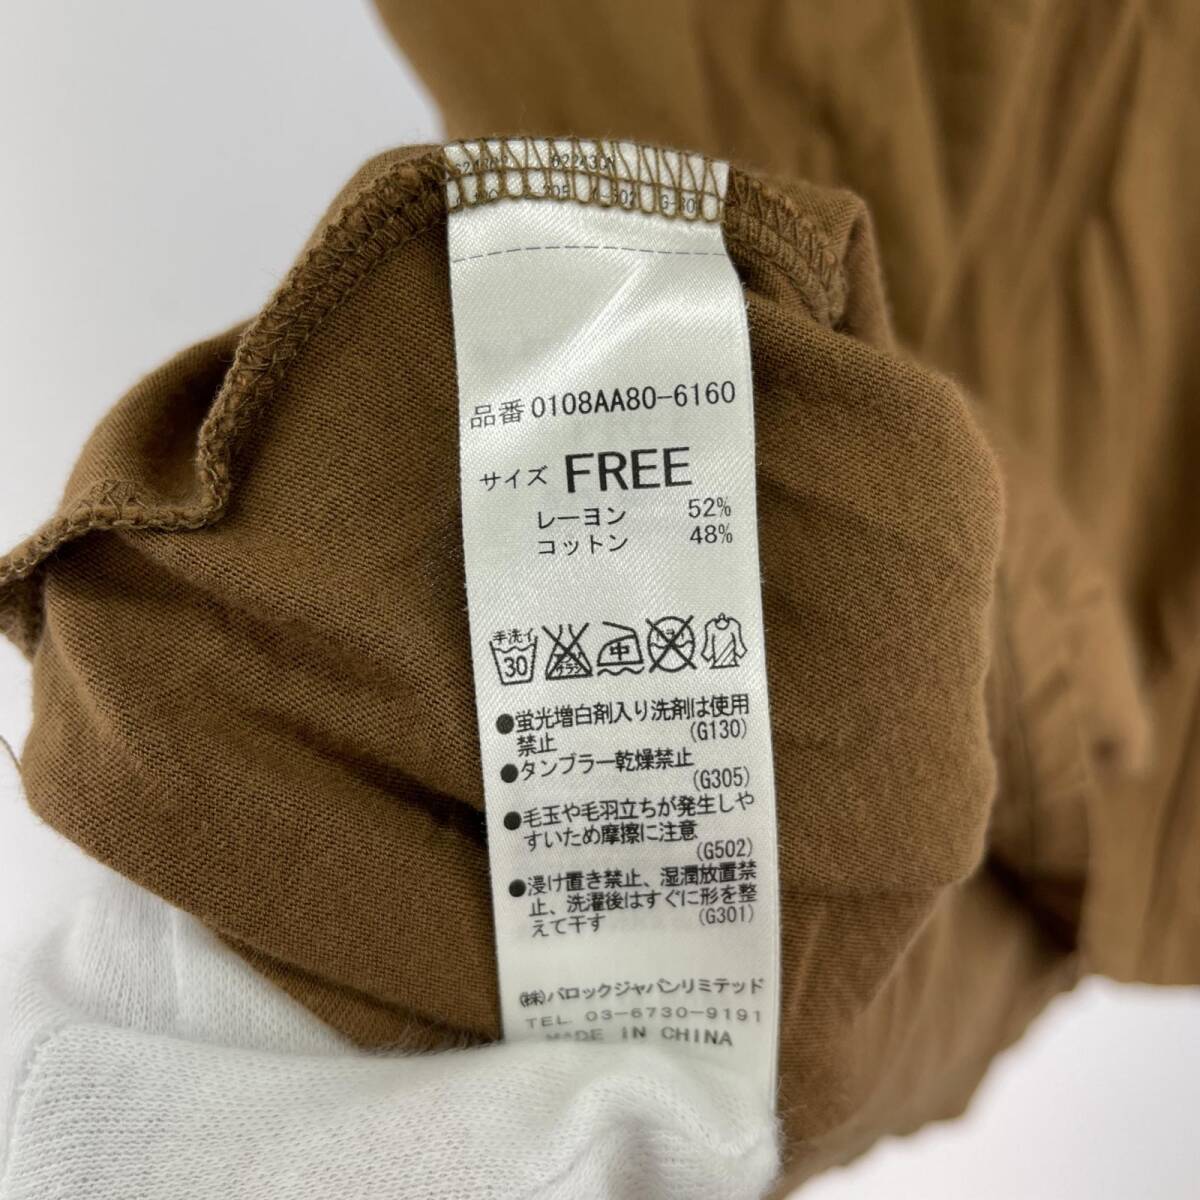 品番 0108AA80-6160
サイズ FREE
レーヨン 52%
コットン 48%
手洗イ
30
中
●蛍光増白剤入り洗剤は使用
禁止 (G130)
●タンブラー乾燥禁止
(G305)
●毛玉や毛羽立ちが発生しや
すいため摩擦に注意
(G502)
●浸け置き禁止、湿潤放置禁
止、洗濯後はすぐに形を整
えて干す (G301)
㈱バロックジャパンリミテッド
TEL. 03-6730-9191
MADE IN CHINA